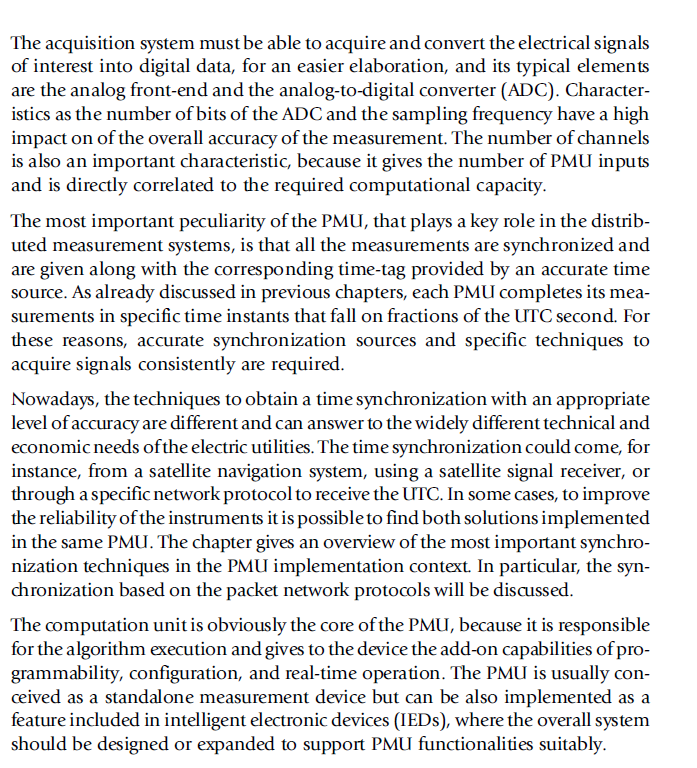 The acquisition system must be able to acquire and convert the electrical signals
of interest into digital data, for an easier elaboration, and its typical elements
are the analog front-end and the analog-to-digital converter (ADC). Character-
istics as the number of bits of the ADC and the sampling frequency have a high
impact on of the overall accuracy of the measurement. The number of channels
is also an important characteristic, because it gives the number of PMU inputs
and is directly correlated to the required computational capacity.
The most important peculiarity of the PMU, that plays a key role in the distrib-
uted measurement systems, is that all the measurements are synchronized and
are given along with the corresponding time-tag provided by an accurate time
source. As already discussed in previous chapters, each PMU completes its mea-
surements in specific time instants that fall on fractions of the UTC second. For
these reasons, accurate synchronization sources and specific techniques to
acquire signals consistently are required.
Nowadays, the techniques to obtain a time synchronization with an appropriate
level of accuracy are different and can answer to the widely different technical and
economic needs of the electric utilities. The time synchronization could come, for
instance, from a satellite navigation system, using a satellite signal receiver, or
through a specific network protocol to receive the UTC. In some cases, to improve
the reliability of the instruments it is possible to find both solutions implemented
in the same PMU. The chapter gives an overview of the most important synchro-
nization techniques in the PMU implementation context. In particular, the syn-
chronization based on the packet network protocols will be discussed.
The computation unit is obviously the core of the PMU, because it is responsible
for the algorithm execution and gives to the device the add-on capabilities of pro-
grammability, configuration, and real-time operation. The PMU is usually con-
ceived as a standalone measurement device but can be also implemented as a
feature included in intelligent electronic devices (IEDs), where the overall system
should be designed or expanded to support PMU functionalities suitably.